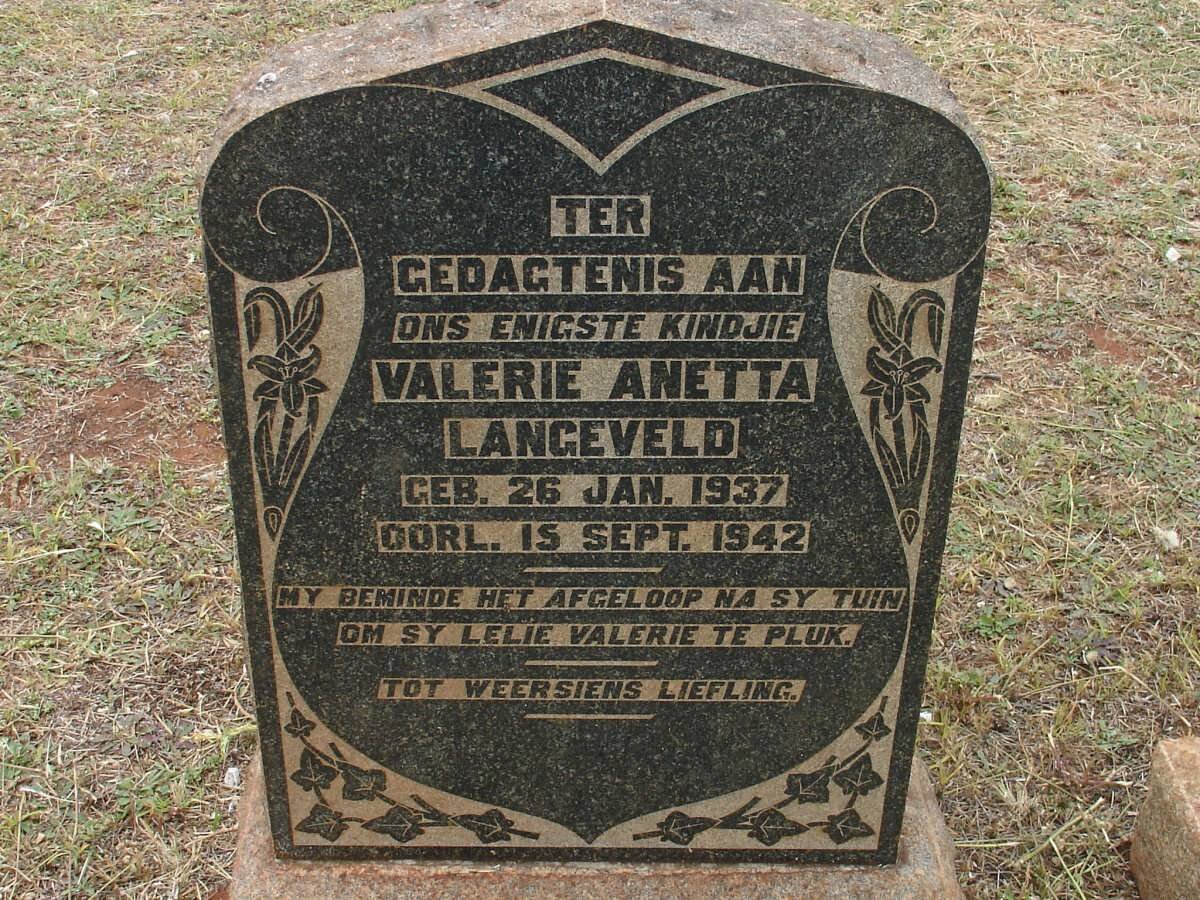 TER
GEDAGTENIS AAN
ONS ENIGSTE KINDJIE
VALERIE ANETTA
LANGEVELD
GEB. 26 JAN. 1937
OORL. 15 SEPT. 1942
MY BEMINDE HET AFGELOOP NA SY TUIN
OM SY LELIE VALERIE TE PLUK.
TOT WEERSIENS LIEFLING.